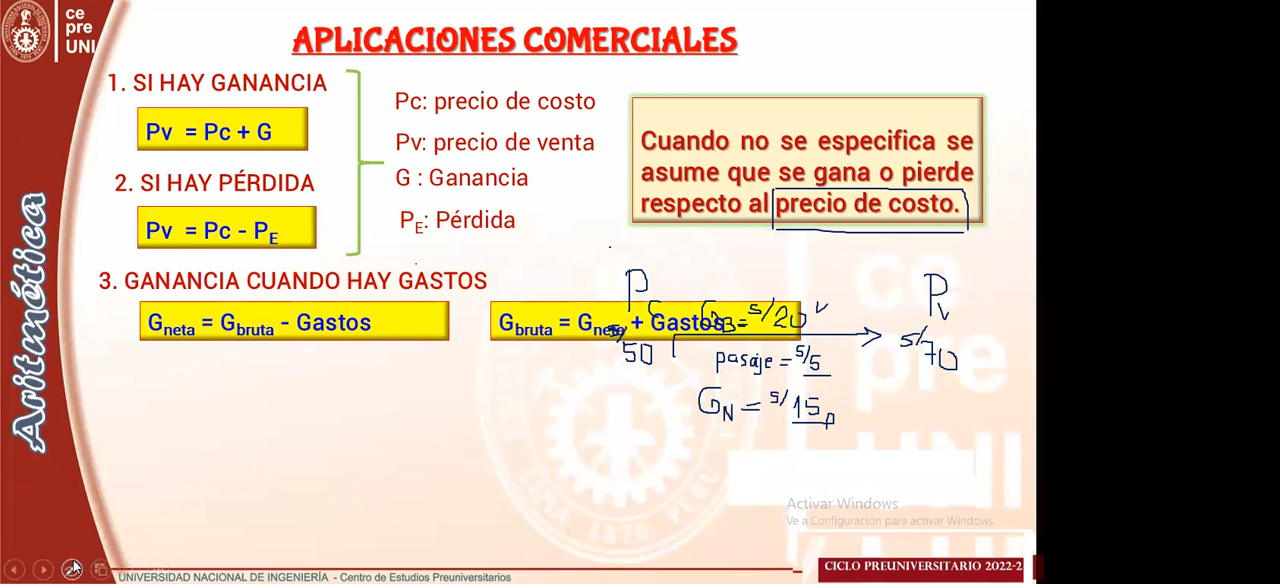 ce
pre
UNI
APLICACIONES COMERCIALES
1. SI HAY GANANCIA
Pv = Pc + G
2. SI HAY PÉRDIDA
Pv = Pc - PE
Pc: precio de costo
Pv: precio de venta
G : Ganancia
PE: Pérdida
Cuando no se especifica se
asume que se gana o pierde
respecto al precio de costo.
3. GANANCIA CUANDO HAY GASTOS
Gneta = Gbruta - Gastos
Gbruta = Gneta + Gastos
Pc
S/50
GB = S/20
pasaje = S/5
GN = S/15
Pv
S/70
Aritmética
ce
pre
UNI
1876
Activar Windows
Ve a Configuración para activar Windows.
UNIVERSIDAD NACIONAL DE INGENIERÍA - Centro de Estudios Preuniversitarios
CICLO PREUNIVERSITARIO 2022-2